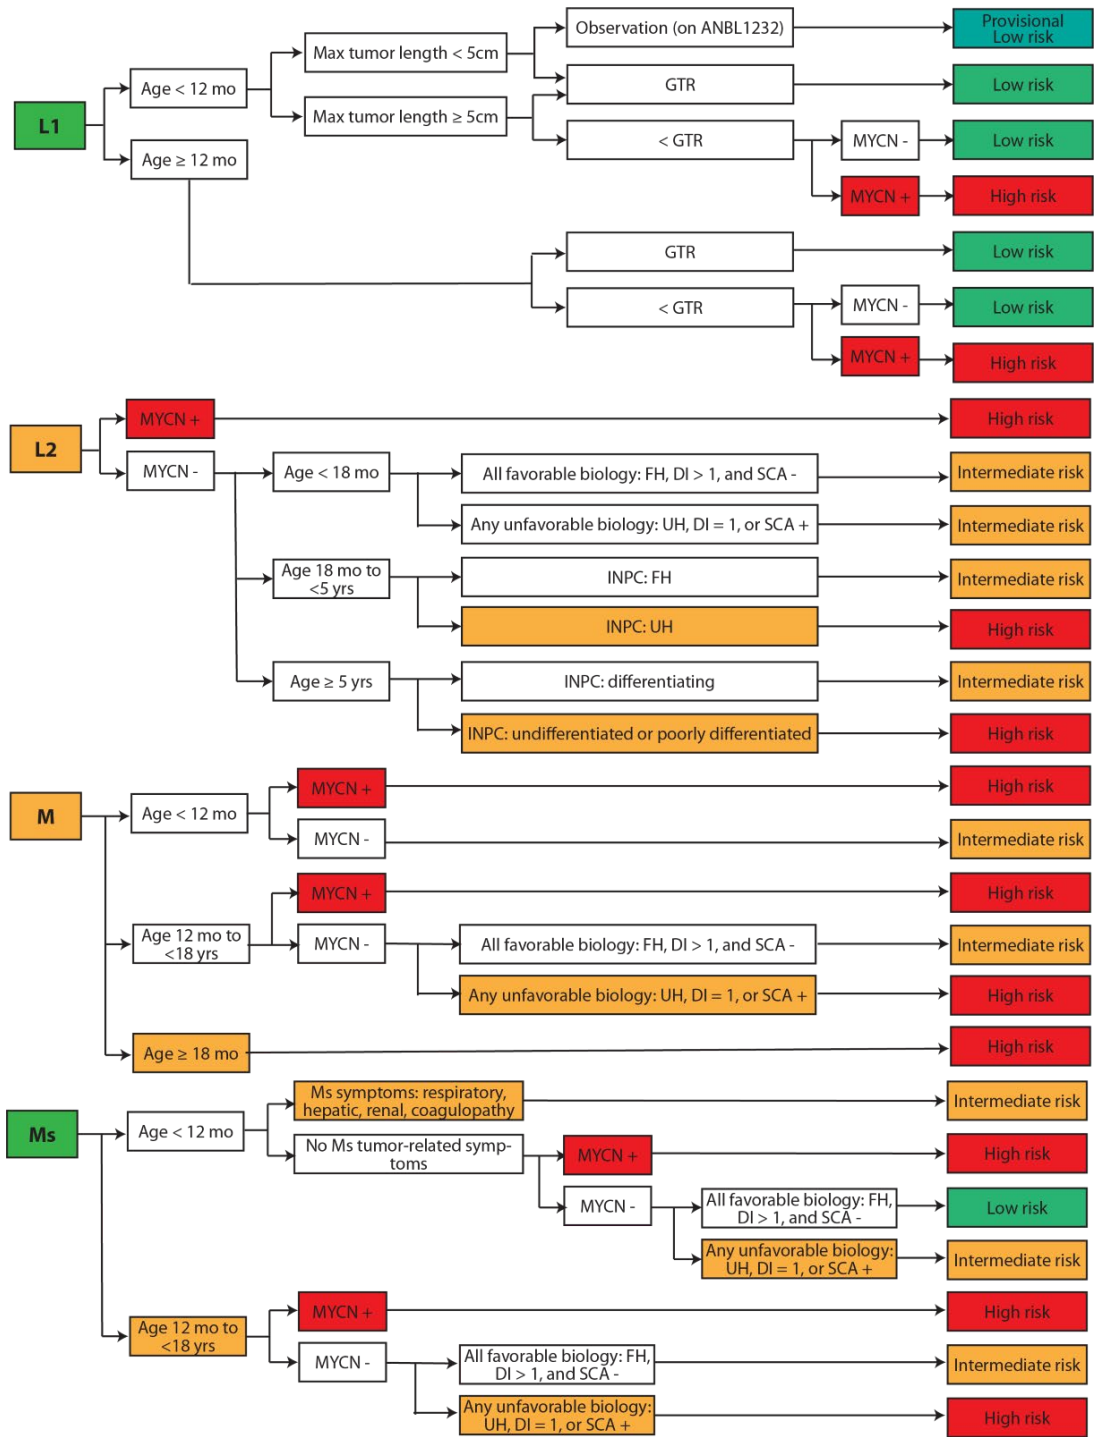 Observation (on ANBL1232)
Provisional
Low risk
Max tumor length < 5cm
Age < 12 mo
GTR
Low risk
L1
Max tumor length ≥ 5cm
< GTR
MYCN -
Low risk
Age ≥ 12 mo
MYCN +
High risk
GTR
Low risk
< GTR
MYCN -
Low risk
MYCN +
High risk
MYCN +
High risk
L2
MYCN -
Age < 18 mo
All favorable biology: FH, DI > 1, and SCA -
Intermediate risk
Any unfavorable biology: UH, DI = 1, or SCA +
Intermediate risk
Age 18 mo to
<5 yrs
INPC: FH
Intermediate risk
INPC: UH
High risk
Age ≥ 5 yrs
INPC: differentiating
Intermediate risk
INPC: undifferentiated or poorly differentiated
High risk
MYCN +
High risk
M
Age < 12 mo
MYCN -
Intermediate risk
MYCN +
High risk
Age 12 mo to
<18 yrs
MYCN -
All favorable biology: FH, DI > 1, and SCA -
Intermediate risk
Any unfavorable biology: UH, DI = 1, or SCA +
High risk
Age ≥ 18 mo
High risk
Ms symptoms: respiratory,
hepatic, renal, coagulopathy
Intermediate risk
Ms
Age < 12 mo
No Ms tumor-related symp-
toms
MYCN +
High risk
MYCN -
All favorable biology: FH,
DI > 1, and SCA -
Low risk
Any unfavorable biology:
UH, DI = 1, or SCA +
Intermediate risk
MYCN +
High risk
Age 12 mo to
<18 yrs
MYCN -
All favorable biology: FH,
DI > 1, and SCA -
Intermediate risk
Any unfavorable biology:
UH, DI = 1, or SCA +
High risk